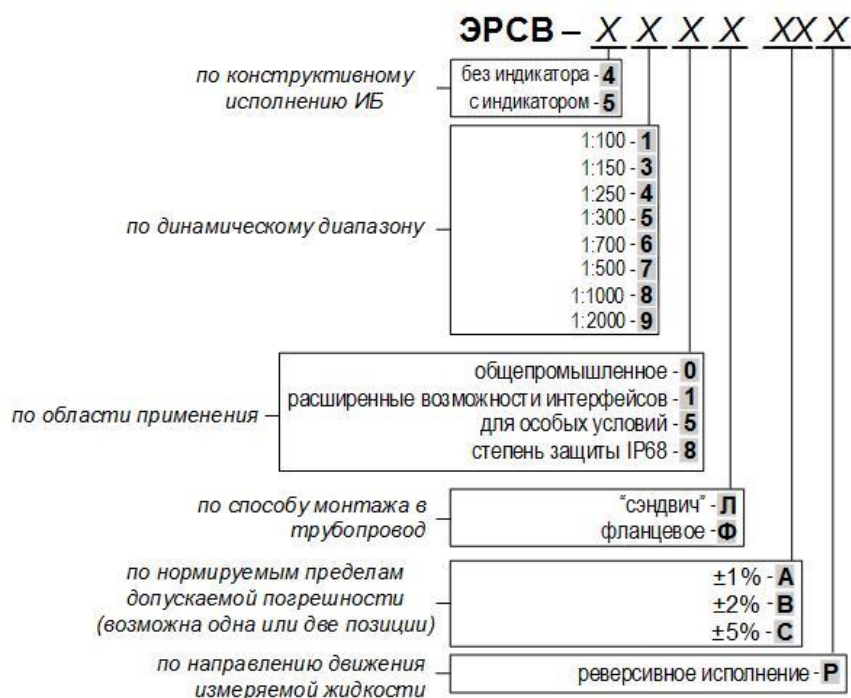 ЭРСВ – X X X X XX X
по конструктивному
исполнению ИБ
без индикатора - 4
с индикатором - 5
по динамическому диапазону
1:100 - 1
1:150 - 3
1:250 - 4
1:300 - 5
1:700 - 6
1:500 - 7
1:1000 - 8
1:2000 - 9
по области применения
общепромышленное - 0
расширенные возможности интерфейсов - 1
для особых условий - 5
степень защиты IP68 - 8
по способу монтажа в
трубопровод
"сэндвич" - Л
фланцевое - Ф
по нормируемым пределам
допускаемой погрешности
(возможна одна или две позиции)
±1% - А
±2% - В
±5% - С
по направлению движения
измеряемой жидкости
реверсивное исполнение - Р